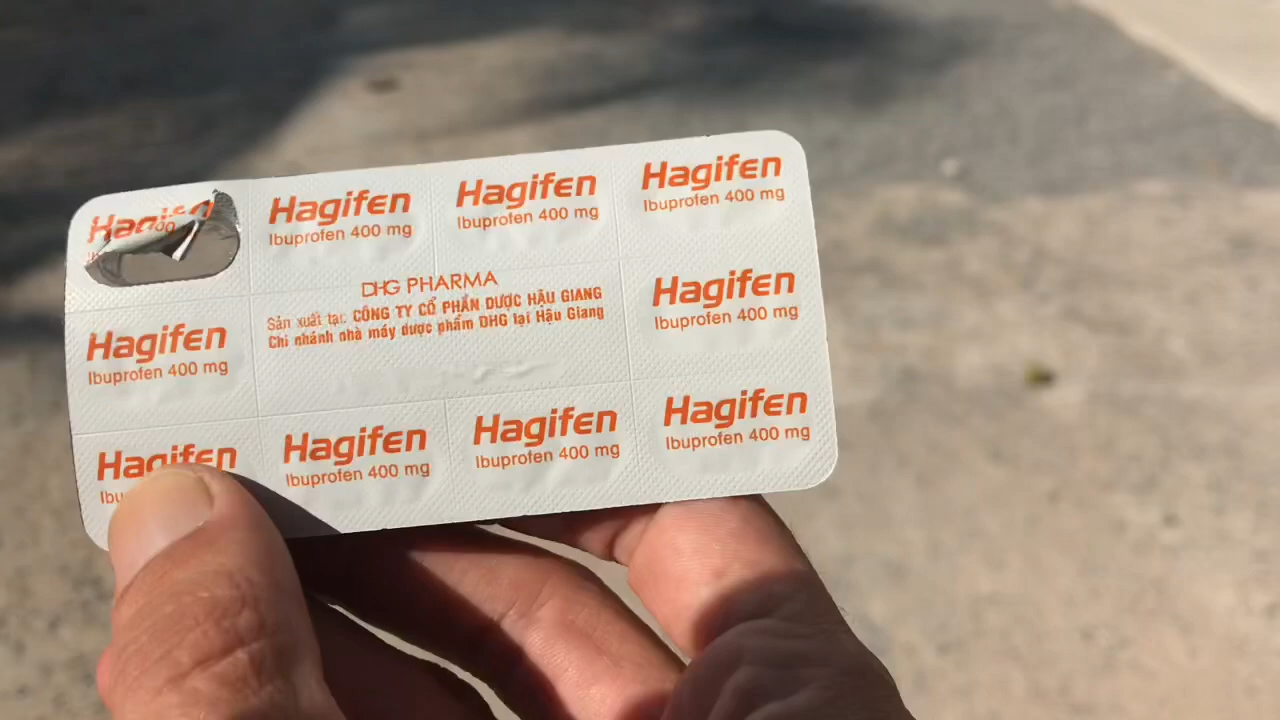 Hagifen
Hagifen
Ibuprofen 400 mg
Hagifen
Ibuprofen 400 mg
Hagifen
Ibuprofen 400 mg
DHG PHARMA
Sản xuất tại: CÔNG TY CỔ PHẦN DƯỢC HẬU GIANG
Chi nhánh nhà máy dược phẩm DHG tại Hậu Giang
Hagifen
Ibuprofen 400 mg
Hagifen
Ibuprofen 400 mg
Hagifen
Hagifen
Ibuprofen 400 mg
Hagifen
Ibuprofen 400 mg
Hagifen
Ibuprofen 400 mg